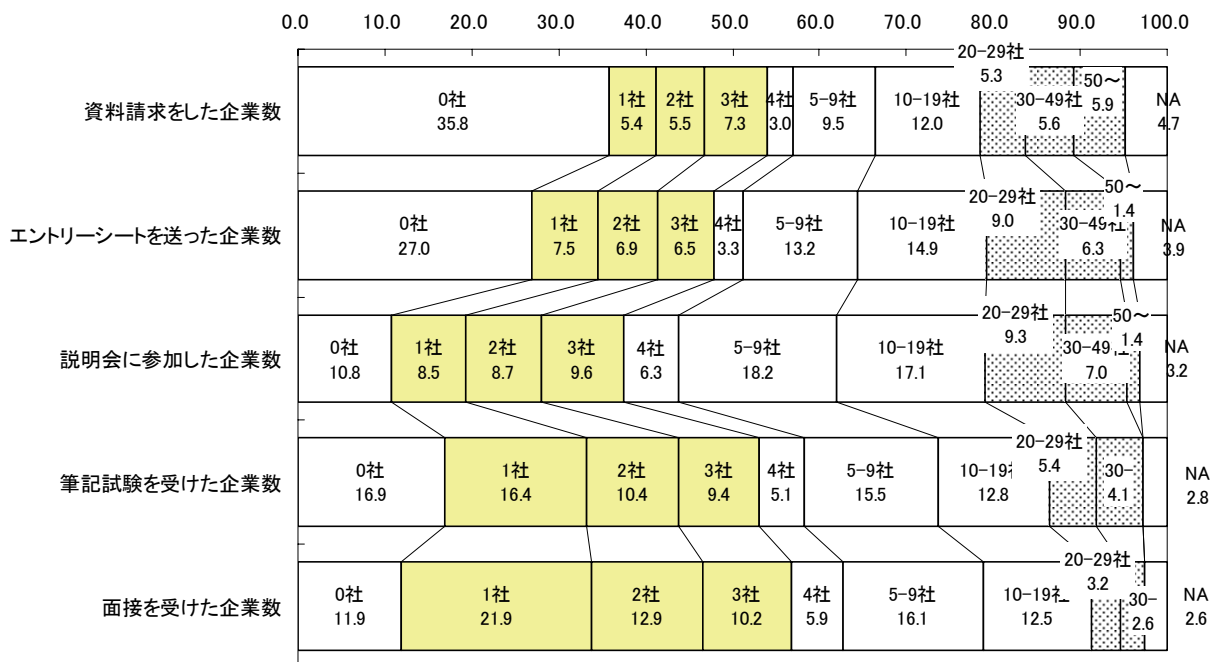 0.0 10.0 20.0 30.0 40.0 50.0 60.0 70.0 80.0 90.0 100.0
資料請求をした企業数
0社 1社 2社 3社 4社 5-9社 10-19社 20-29社 30-49社 50～ NA
35.8 5.4 5.5 7.3 3.0 9.5 12.0 5.3 5.6 5.9 4.7
エントリーシートを送った企業数
0社 1社 2社 3社 4社 5-9社 10-19社 20-29社 30-49社 50～ NA
27.0 7.5 6.9 6.5 3.3 13.2 14.9 9.0 6.3 1.4 3.9
説明会に参加した企業数
0社 1社 2社 3社 4社 5-9社 10-19社 20-29社 30-49 50～ NA
10.8 8.5 8.7 9.6 6.3 18.2 17.1 9.3 7.0 1.4 3.2
筆記試験を受けた企業数
0社 1社 2社 3社 4社 5-9社 10-19社 20-29社 30- NA
16.9 16.4 10.4 9.4 5.1 15.5 12.8 5.4 4.1 2.8
面接を受けた企業数
0社 1社 2社 3社 4社 5-9社 10-19社 20-29社 30- NA
11.9 21.9 12.9 10.2 5.9 16.1 12.5 3.2 2.6 2.6